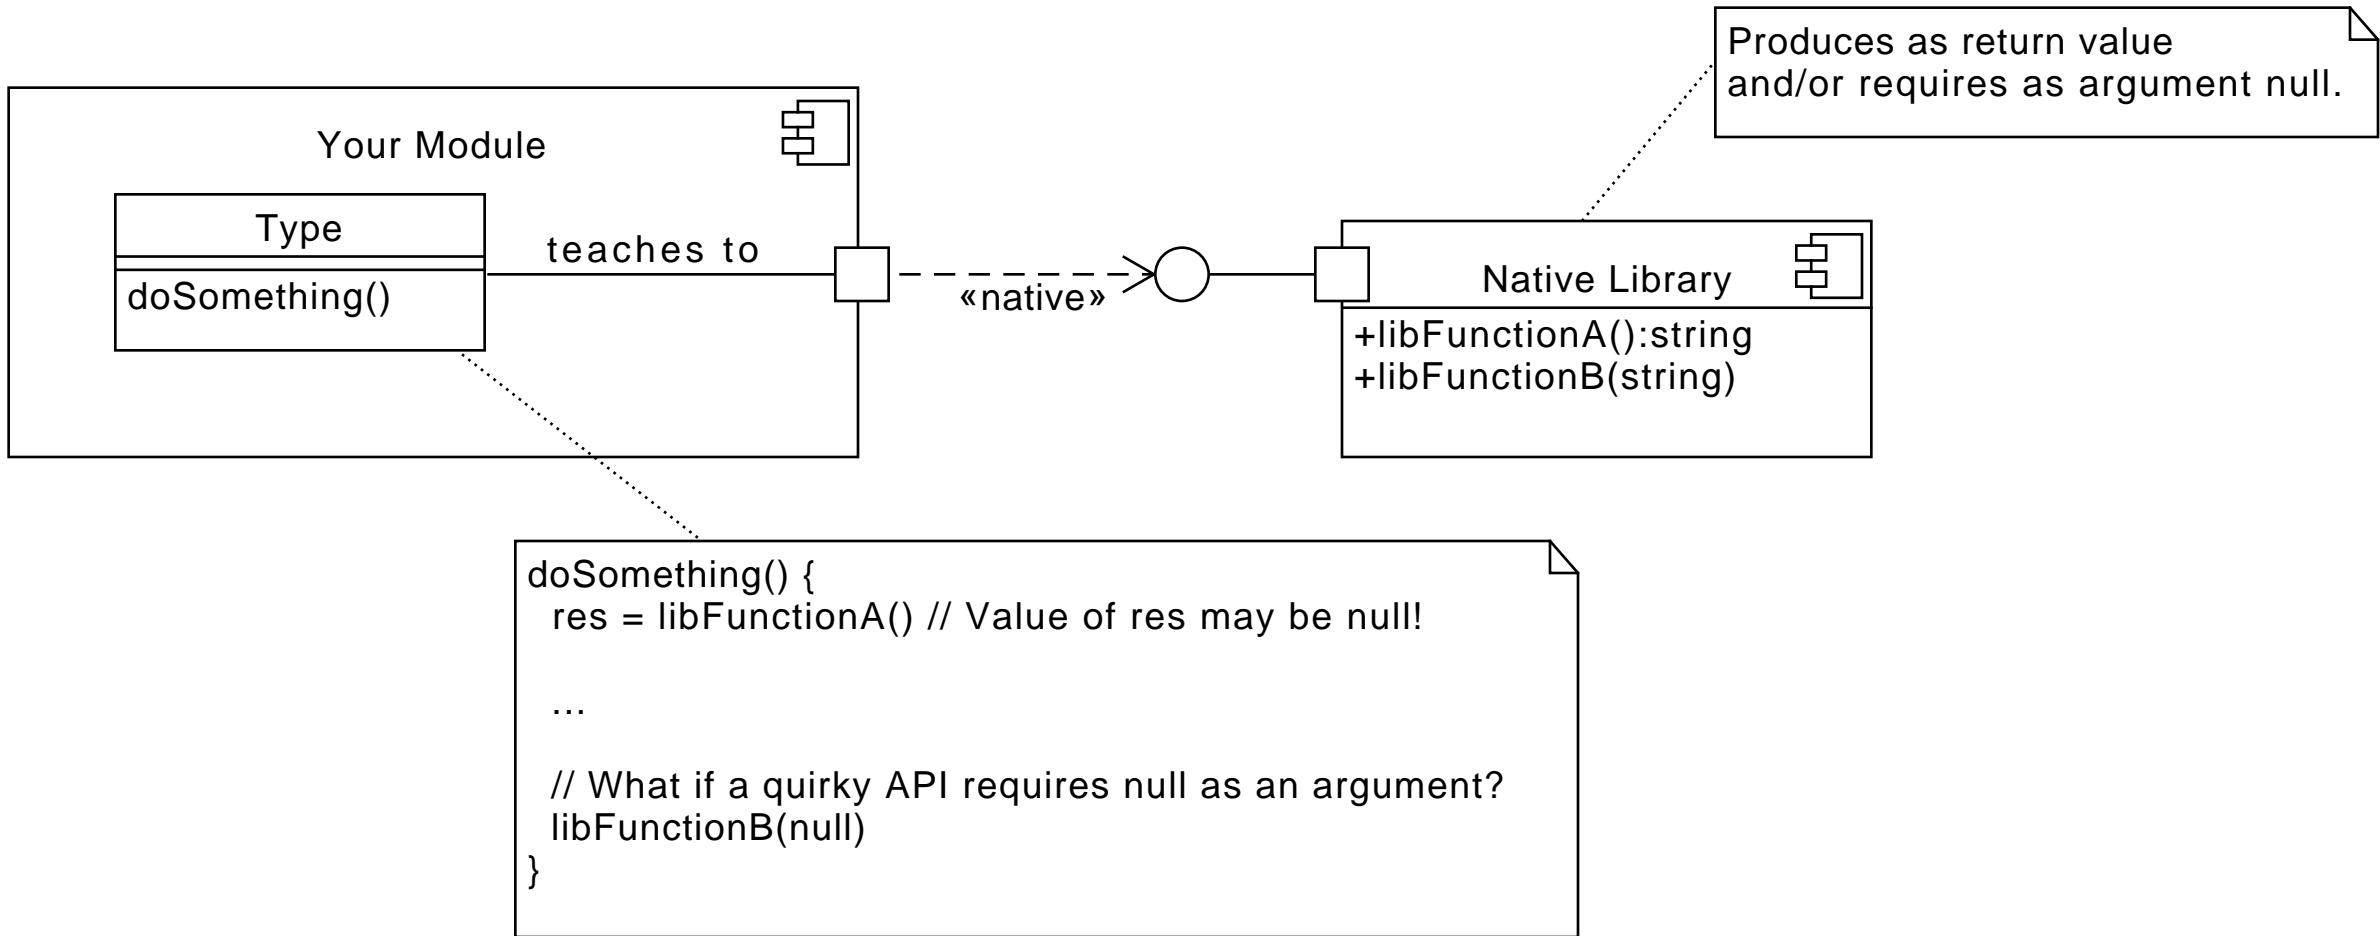 Produces as return value
and/or requires as argument null.
Your Module
Type
doSomething()
teaches to
«native»
Native Library
+libFunctionA():string
+libFunctionB(string)
doSomething() {
res = libFunctionA() // Value of res may be null!
...
// What if a quirky API requires null as an argument?
libFunctionB(null)
}